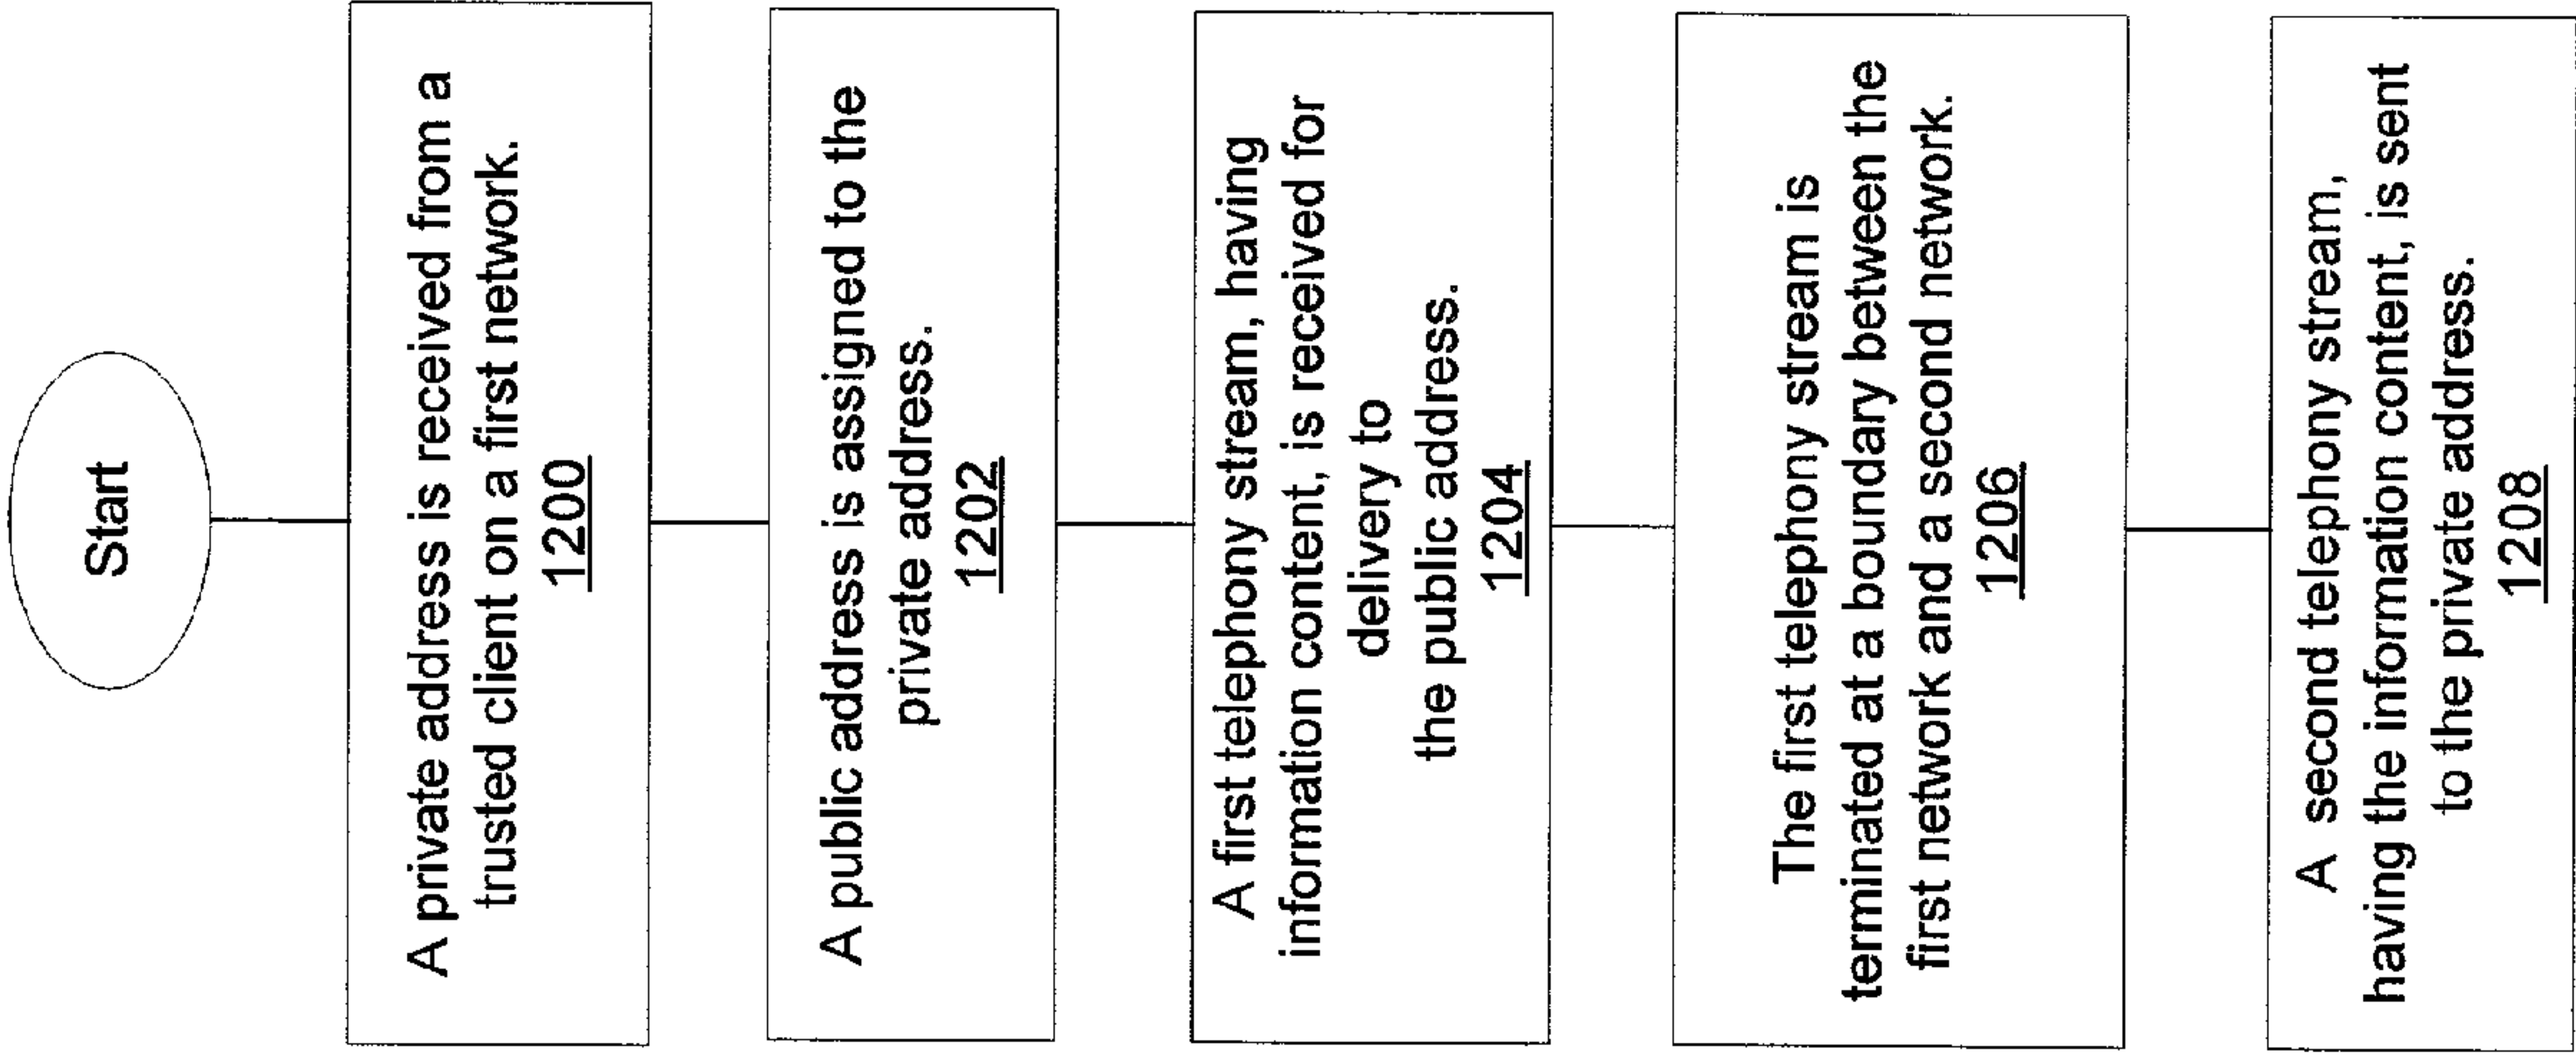 Start
A private address is received from a
trusted client on a first network.
1200
A public address is assigned to the
private address.
1202
A first telephony stream, having
information content, is received for
delivery to
the public address.
1204
The first telephony stream is
terminated at a boundary between the
first network and a second network.
1206
A second telephony stream,
having the information content, is sent
to the private address.
1208